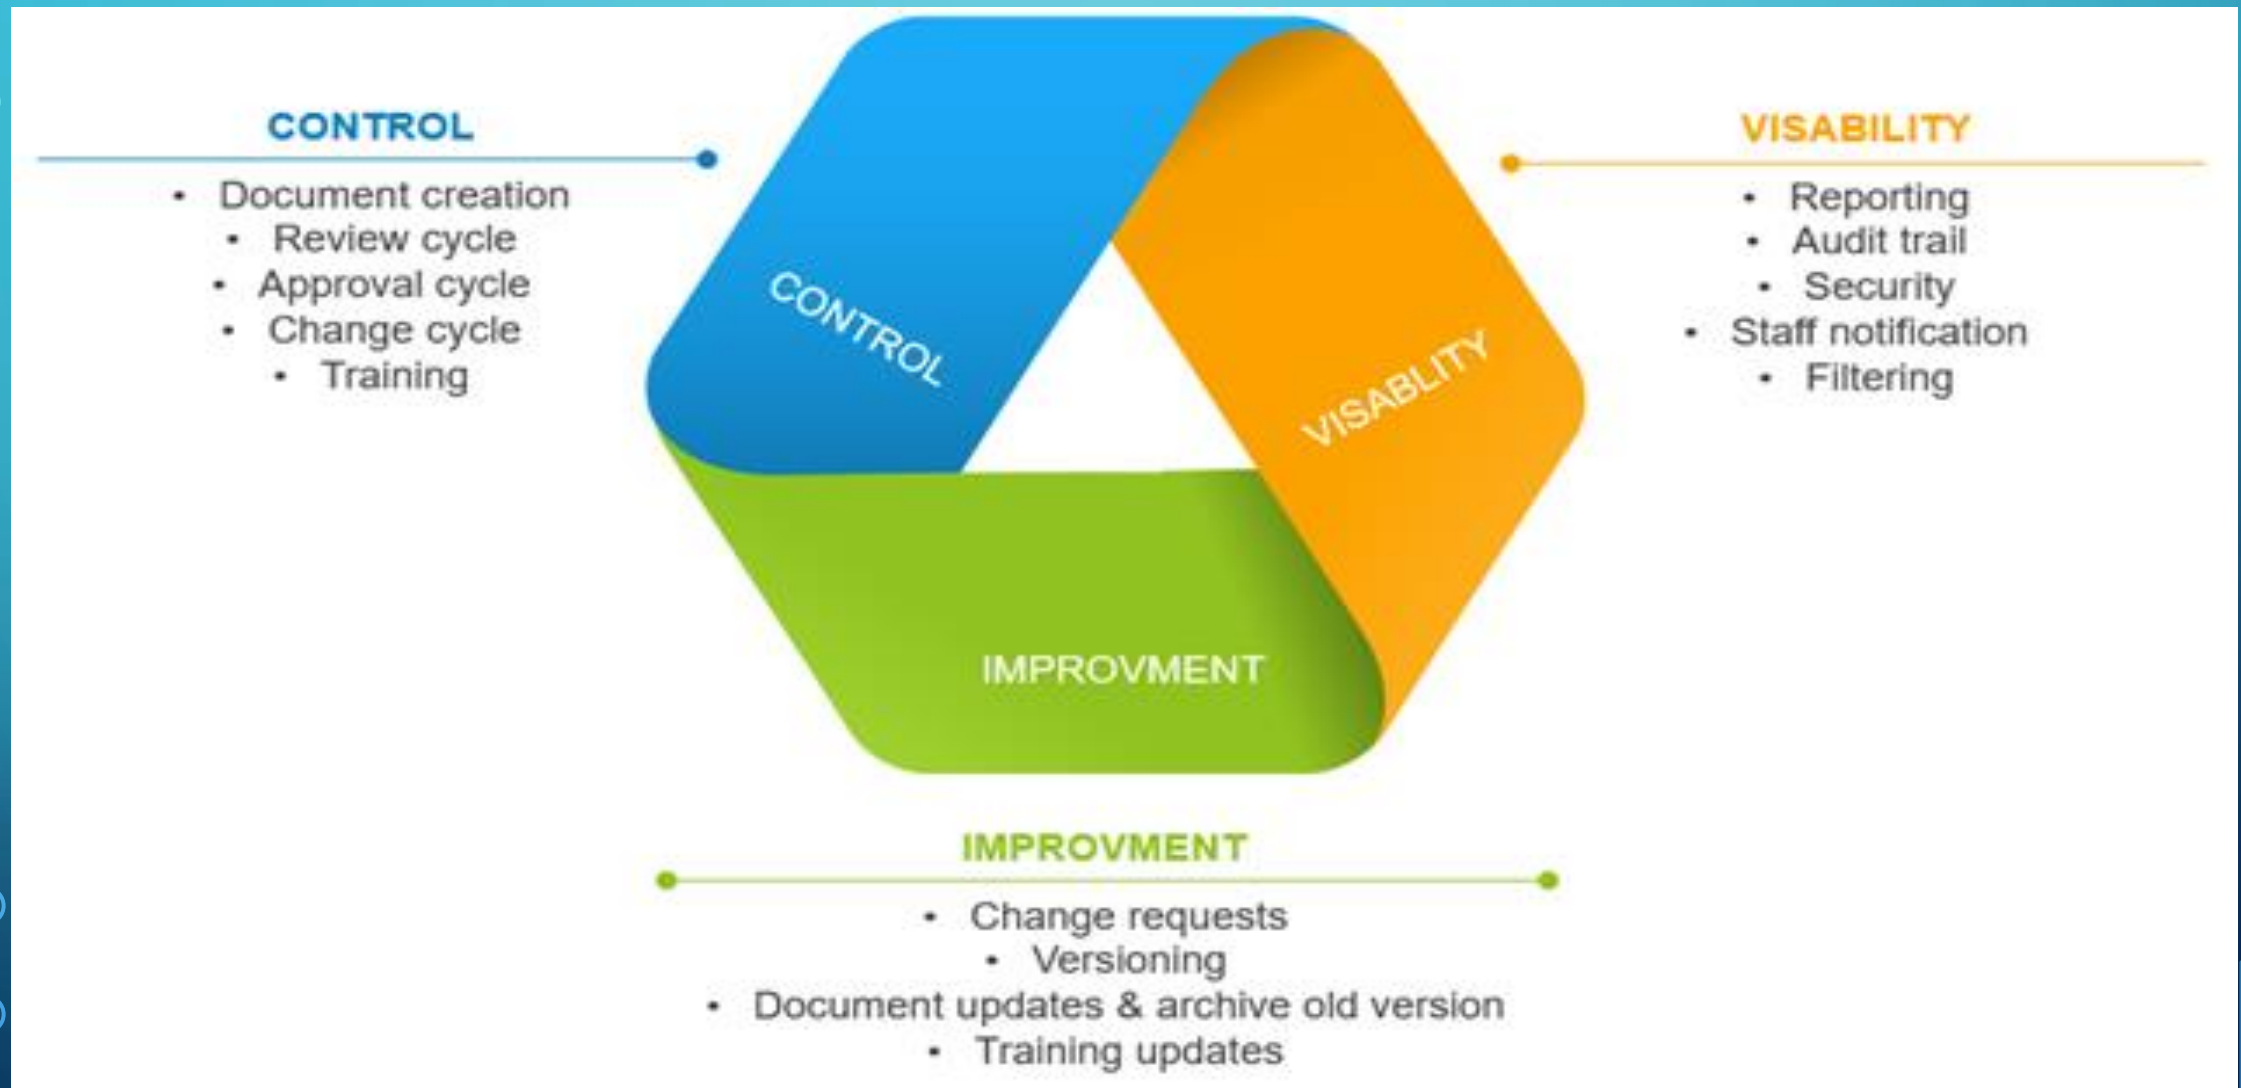 CONTROL
• Document creation
• Review cycle
• Approval cycle
• Change cycle
• Training
VISABILITY
• Reporting
• Audit trail
• Security
• Staff notification
• Filtering
CONTROL
VISABLITY
IMPROVMENT
IMPROVMENT
• Change requests
• Versioning
• Document updates & archive old version
• Training updates